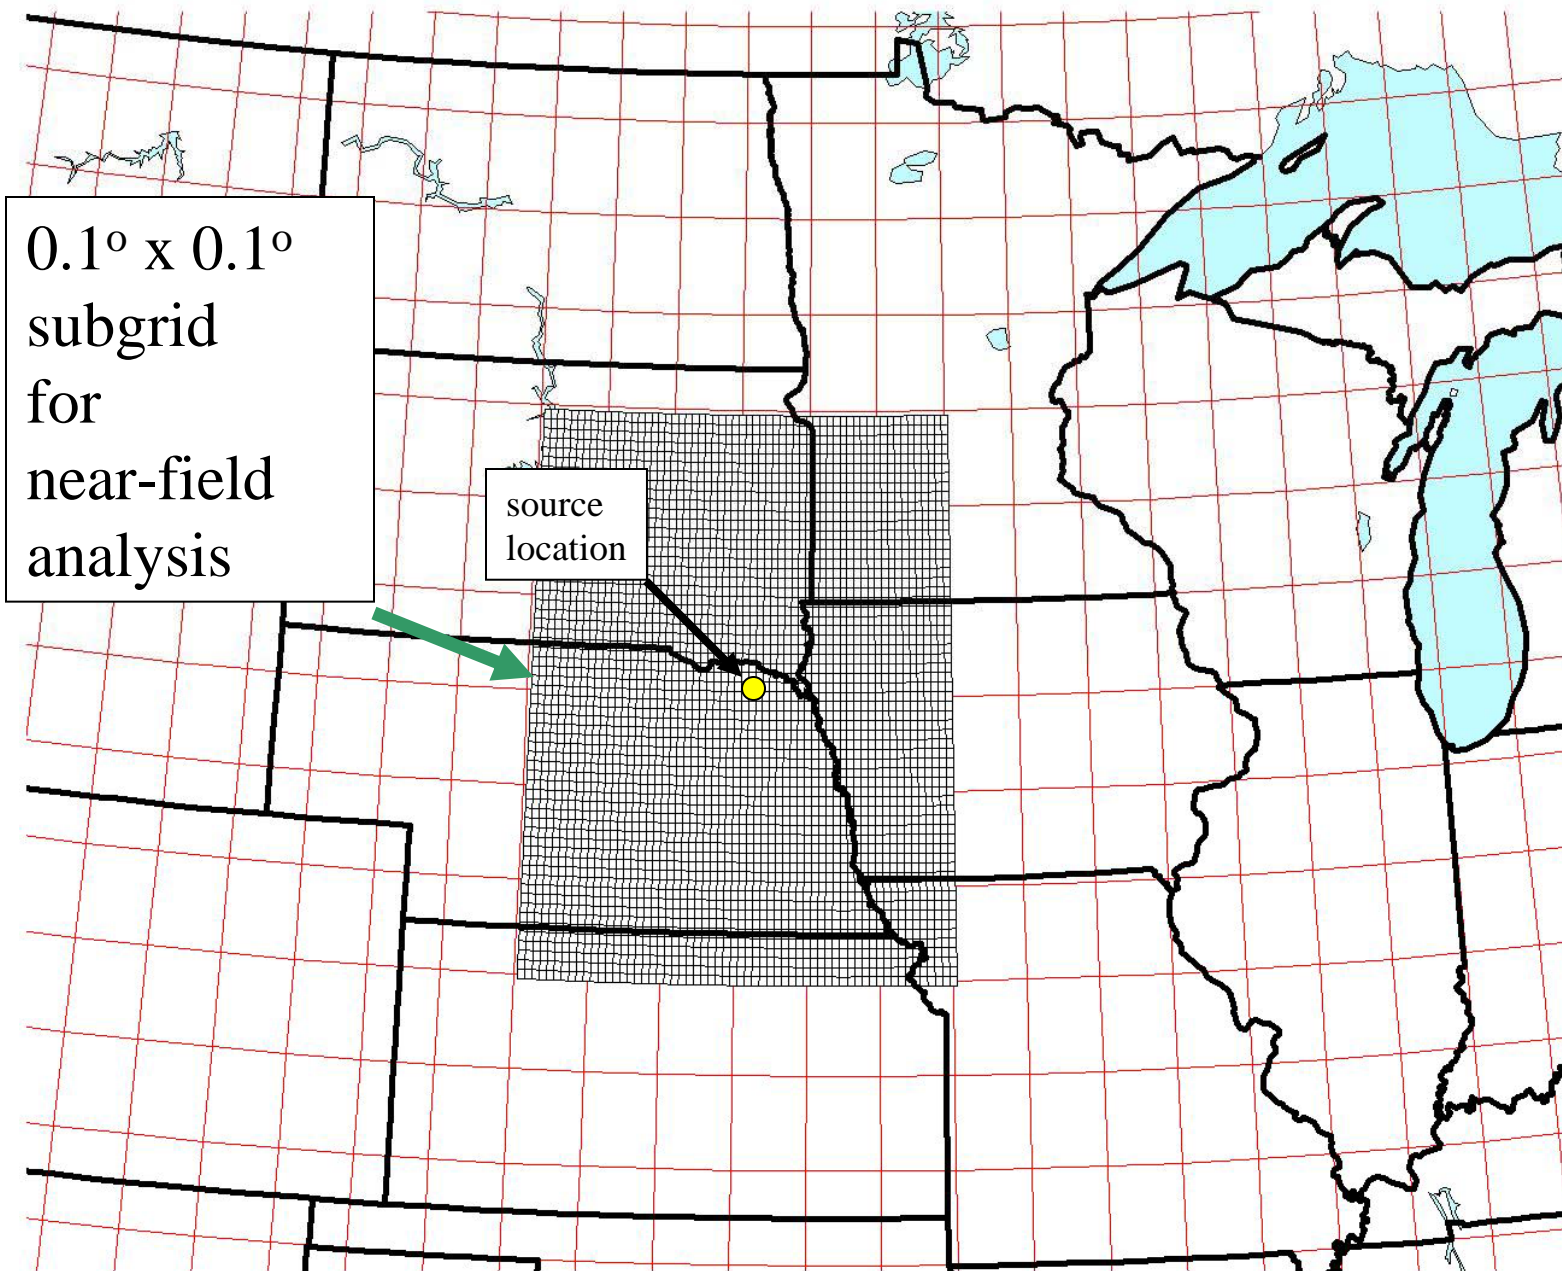 0.1º x 0.1º
subgrid
for
near-field
analysis
source
location